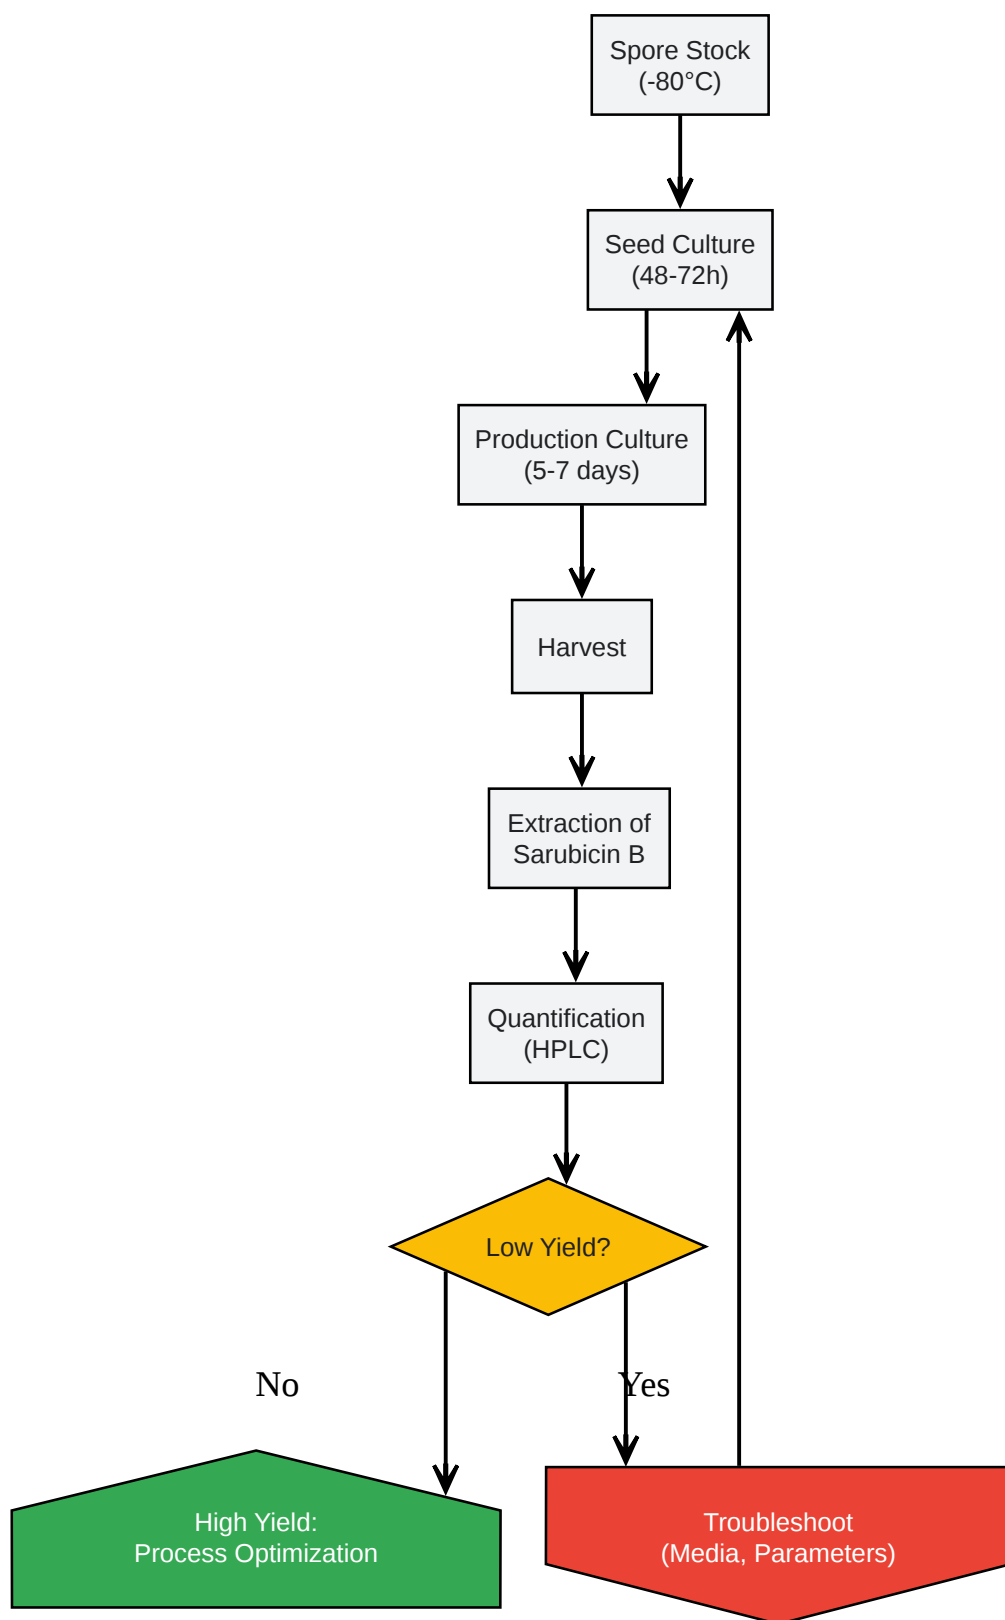 Spore Stock
(-80°C)
Seed Culture
(48-72h)
Production Culture
(5-7 days)
Harvest
Extraction of
Sarubicin B
Quantification
(HPLC)
Low Yield?
No
Yes
High Yield:
Process Optimization
Troubleshoot
(Media, Parameters)